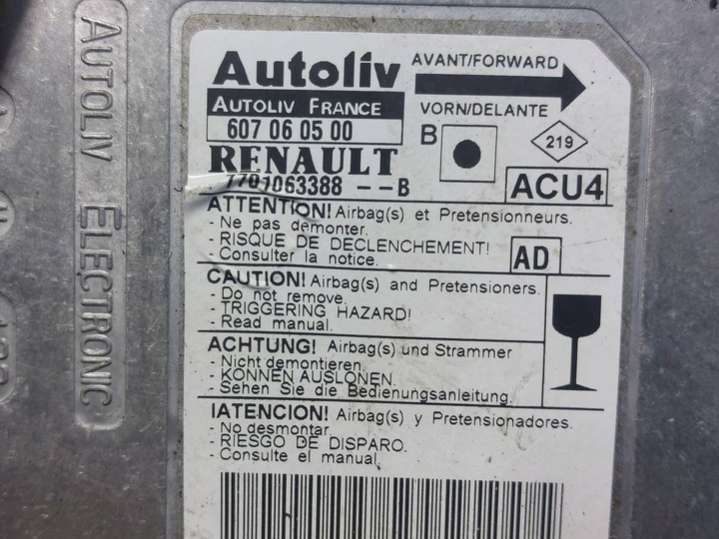 AUTOLIV ELECTRONIC
Autoliv
AVANT/FORWARD
AUTOLIV FRANCE
VORN/DELANTE
607 06 05 00
B
219
RENAULT
7701063388 --B
ACU4
ATTENTION! Airbag(s) et Pretensionneurs.
- Ne pas demonter.
- RISQUE DE DECLENCHEMENT!
- Consulter la notice.
AD
CAUTION! Airbag(s) and Pretensioners.
- Do not remove.
- TRIGGERING HAZARD!
- Read manual.
ACHTUNG! Airbag(s) und Strammer
- Nicht demontieren.
- KONNEN AUSLONEN.
- Sehen Sie die Bedienungsanleitung.
IATENCION! Airbag(s) y Pretensionadores.
- No desmontar.
- RIESGO DE DISPARO.
- Consulte el manual.